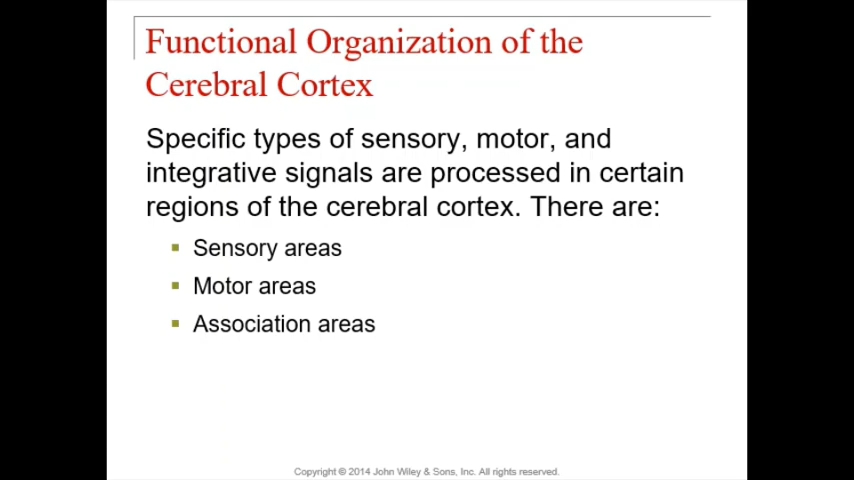 Functional Organization of the
Cerebral Cortex
Specific types of sensory, motor, and
integrative signals are processed in certain
regions of the cerebral cortex. There are:
Sensory areas
Motor areas
Association areas
Copyright © 2014 John Wiley & Sons, Inc. All rights reserved.